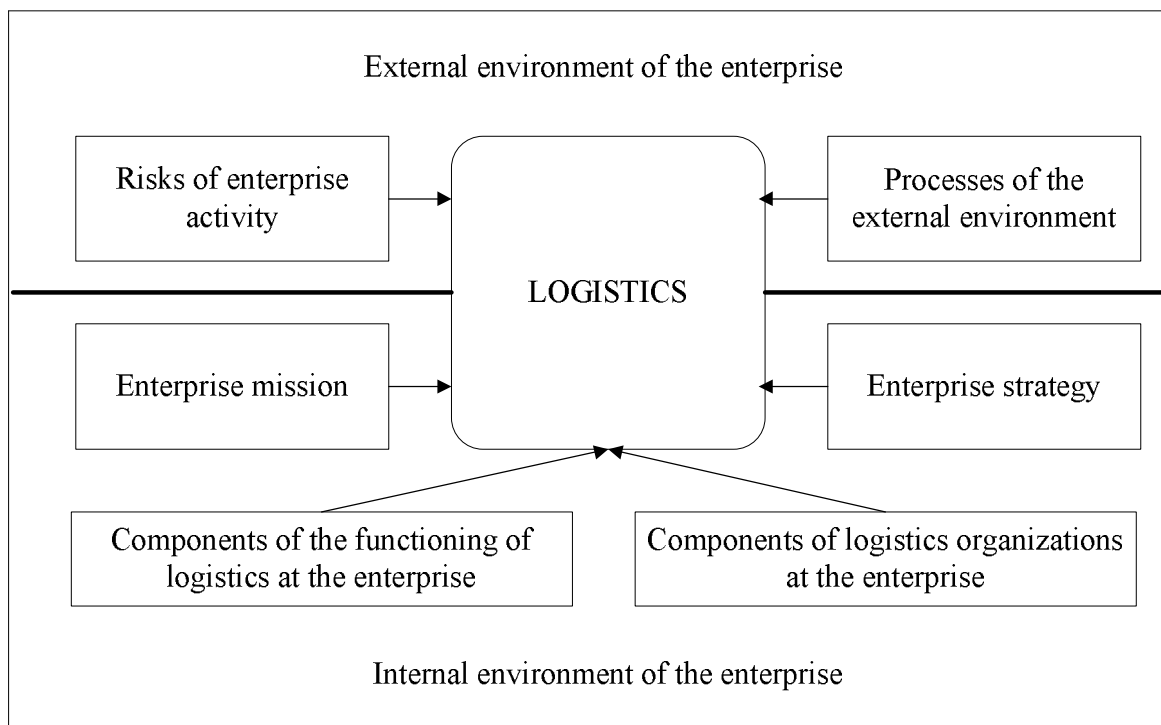 External environment of the enterprise
Risks of enterprise
activity
Processes of the
external environment
LOGISTICS
Enterprise mission
Enterprise strategy
Components of the functioning of
logistics at the enterprise
Components of logistics organizations
at the enterprise
Internal environment of the enterprise